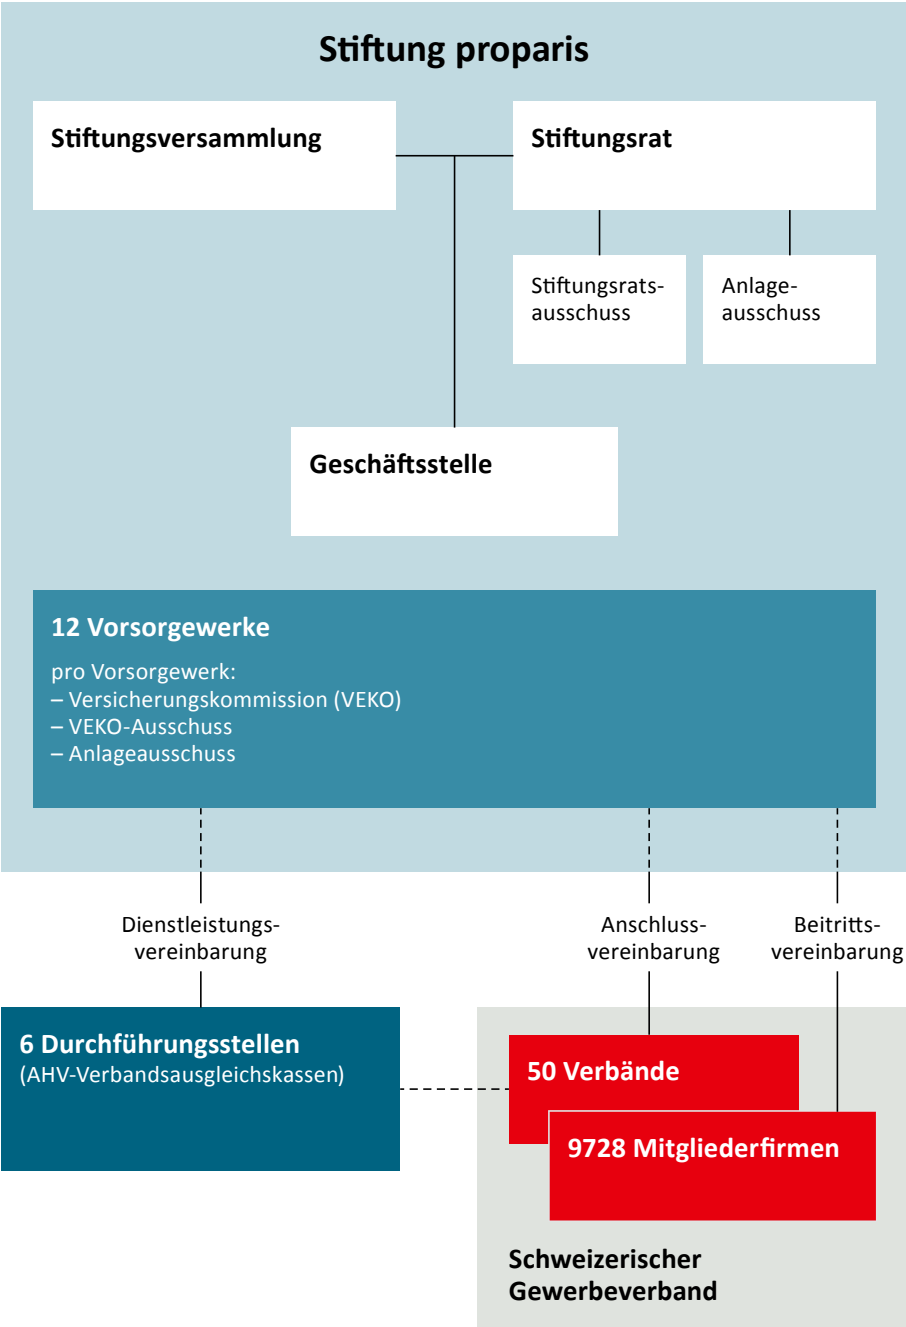 Stiftung proparis
Stiftungsversammlung
Stiftungsrat
Stiftungsrats-
ausschuss
Anlage-
ausschuss
Geschäftsstelle
12 Vorsorgewerke
pro Vorsorgewerk:
– Versicherungskommission (VEKO)
– VEKO-Ausschuss
– Anlageausschuss
Dienstleistungs-
vereinbarung
Anschluss-
vereinbarung
Beitritts-
vereinbarung
6 Durchführungsstellen
(AHV-Verbandsausgleichskassen)
50 Verbände
9728 Mitgliederfirmen
Schweizerischer
Gewerbeverband